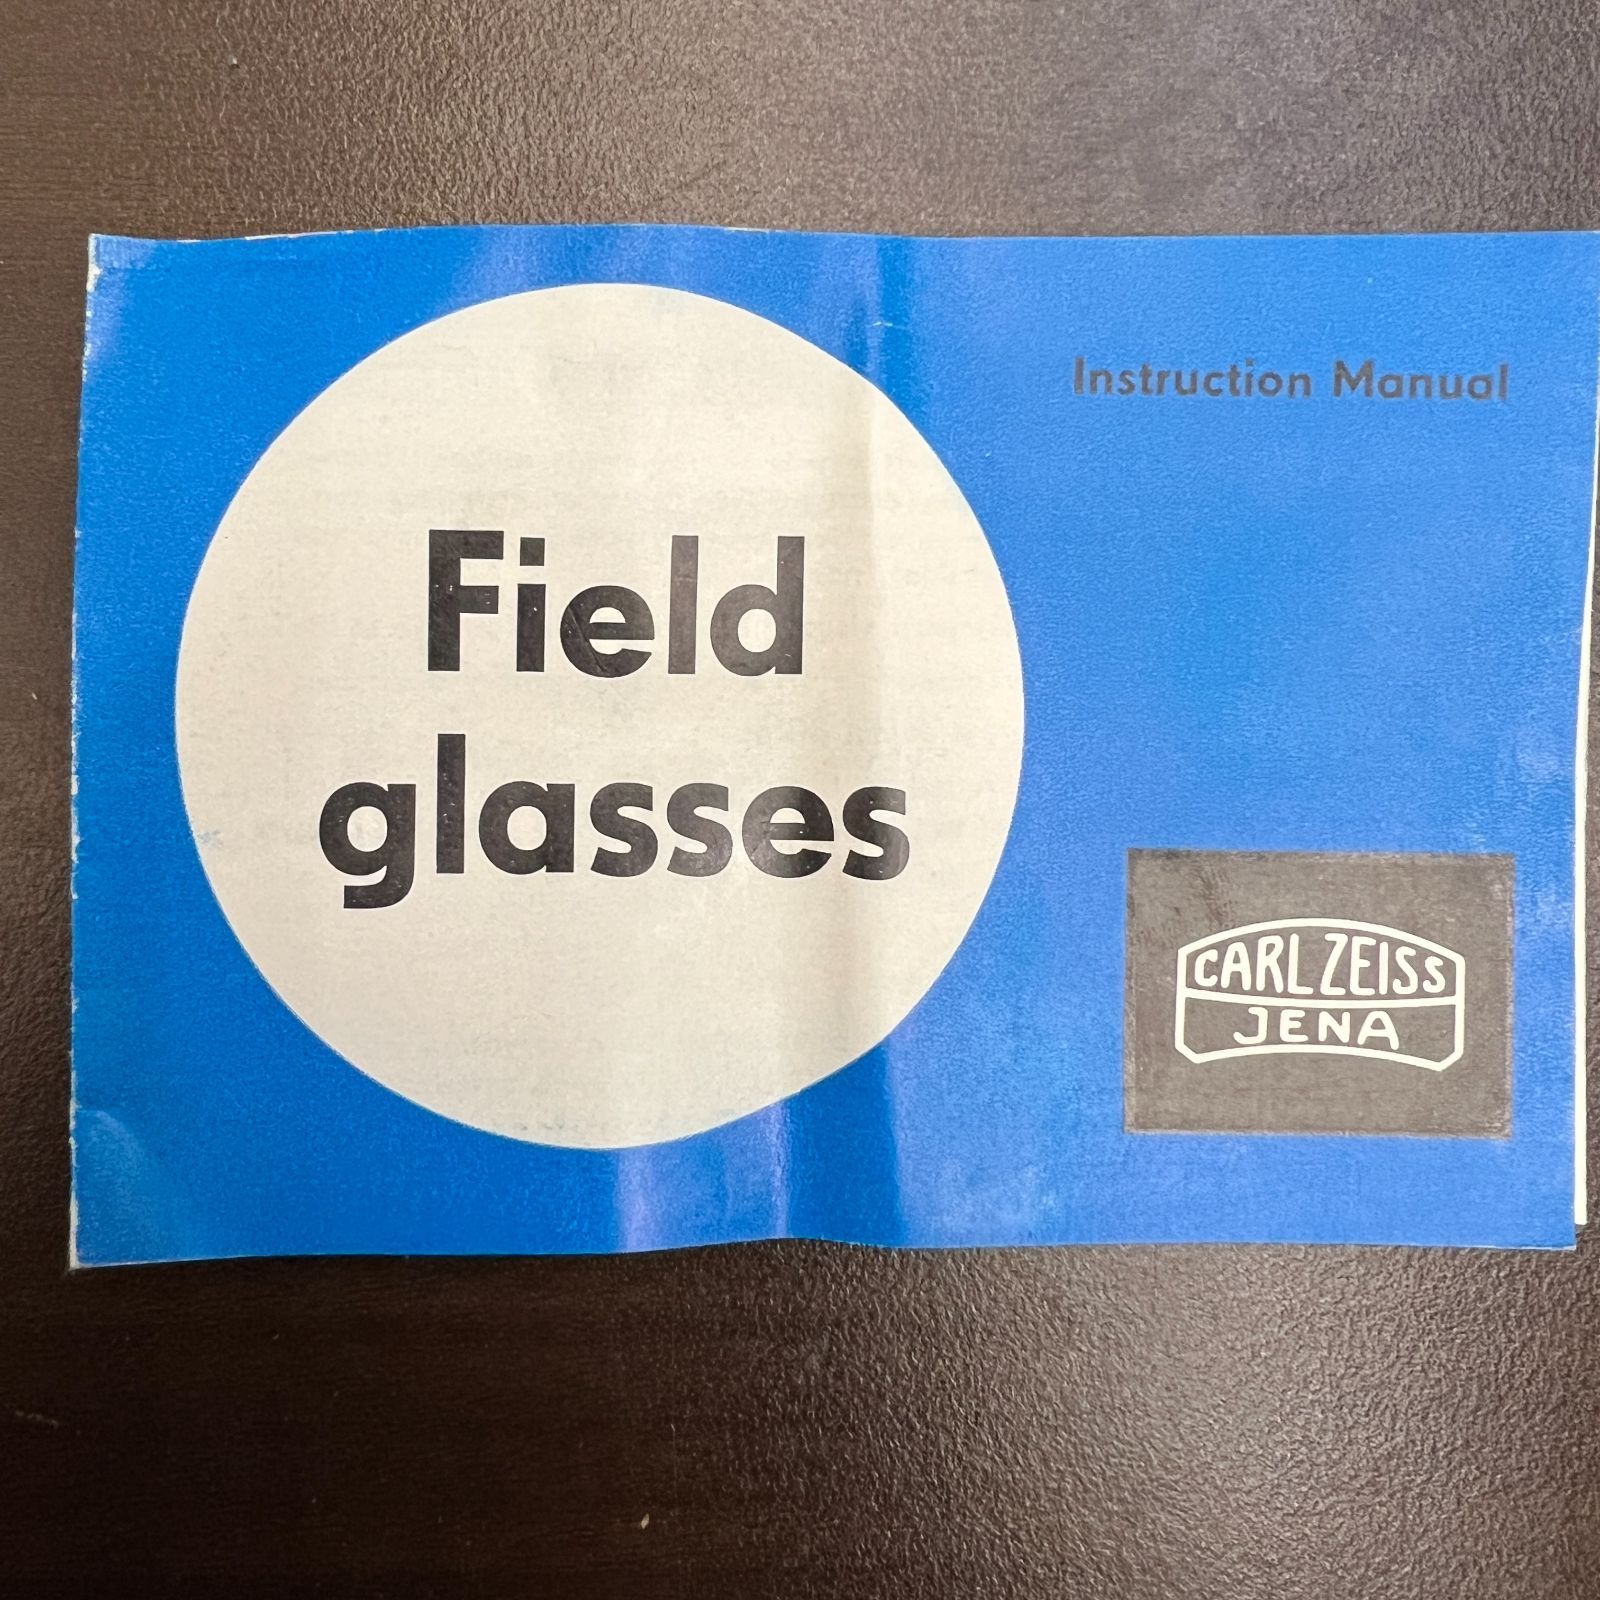 Instruction Manual
Field
glasses
CARL ZEISS
JENA